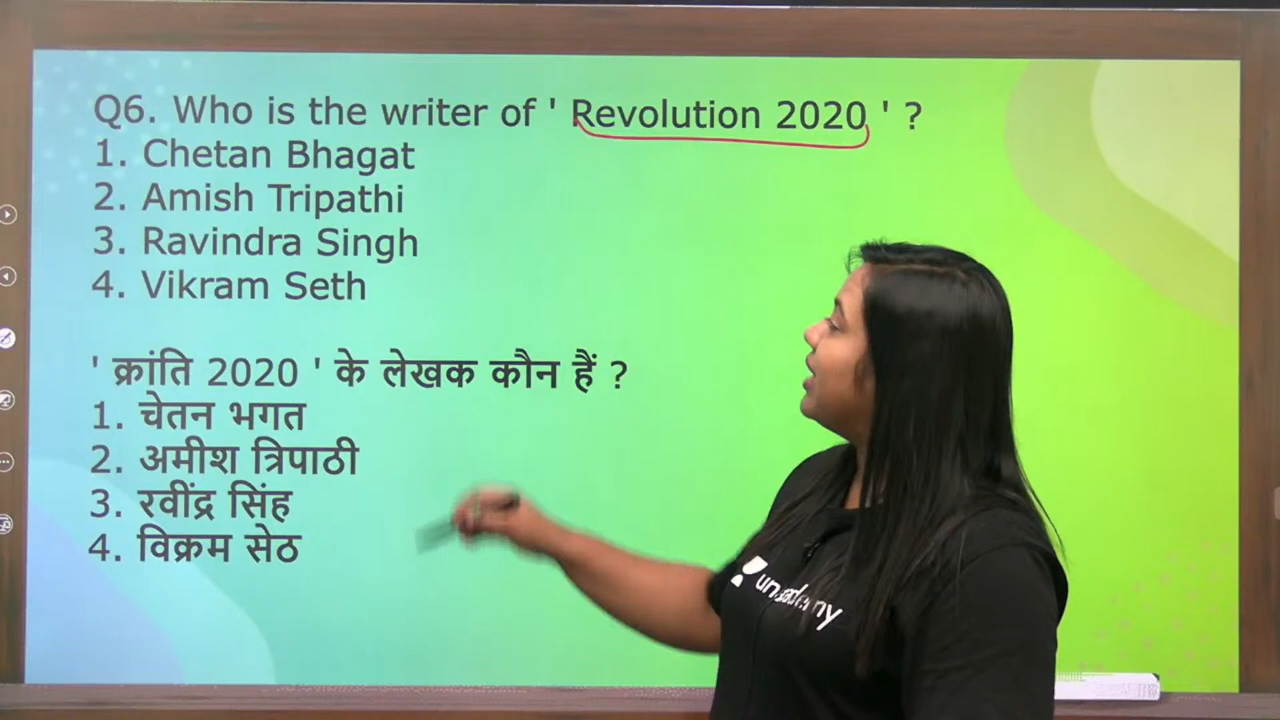 Q6. Who is the writer of ' Revolution 2020 ' ?
1. Chetan Bhagat
2. Amish Tripathi
3. Ravindra Singh
4. Vikram Seth
' क्रांति 2020 ' के लेखक कौन हैं ?
1. चेतन भगत
2. अमीश त्रिपाठी
3. रवींद्र सिंह
4. विक्रम सेठ
unacademy